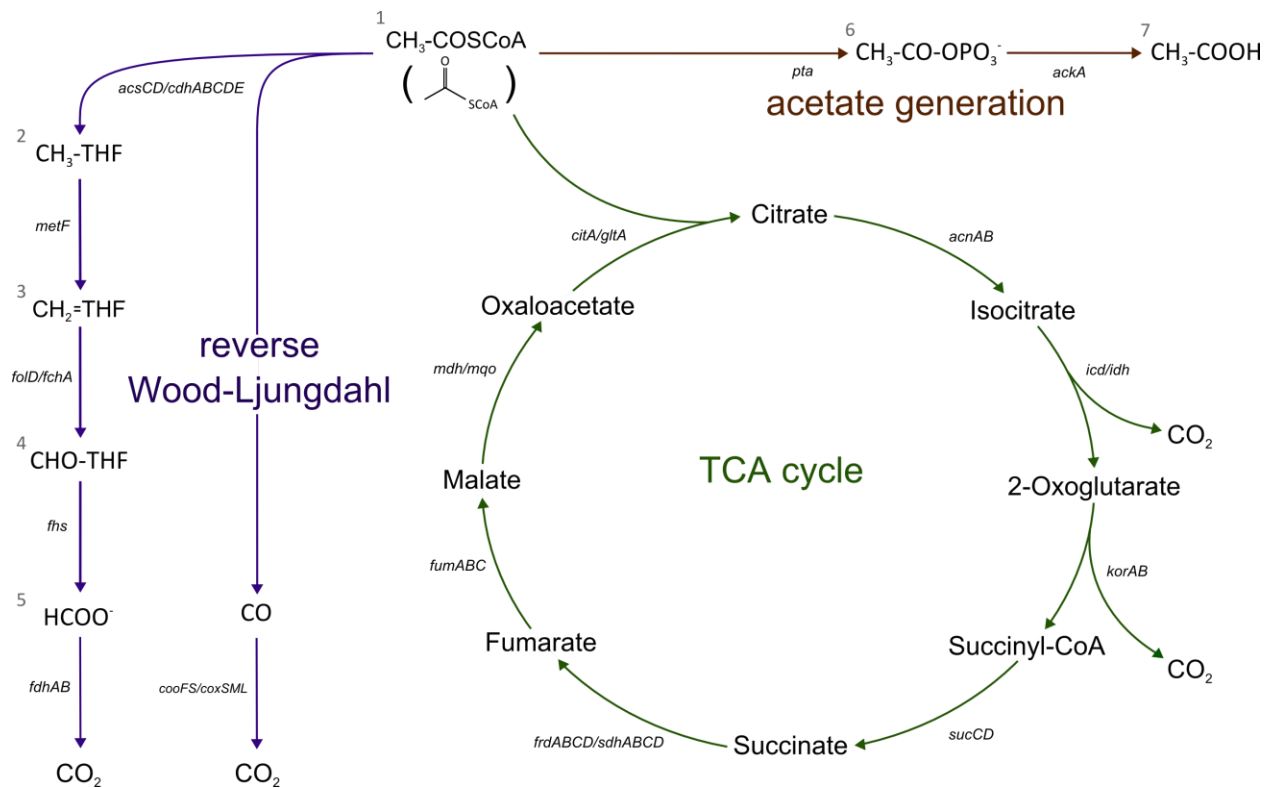 1
CH₃-COSCoA
O
SCoA
6
CH₃-CO-OPO₃⁻
7
CH₃-COOH
pta
ackA
acetate generation
acsCD/cdhABCDE
2
CH₃-THF
metF
3
CH₂=THF
folD/fchA
4
CHO-THF
fhs
5
HCOO⁻
fdhAB
CO₂
reverse
Wood-Ljungdahl
CO
cooFS/coxSML
CO₂
TCA cycle
citA/gltA
Citrate
acnAB
Isocitrate
icd/idh
CO₂
2-Oxoglutarate
korAB
CO₂
Succinyl-CoA
sucCD
Succinate
frdABCD/sdhABCD
Fumarate
fumABC
Malate
mdh/mqo
Oxaloacetate